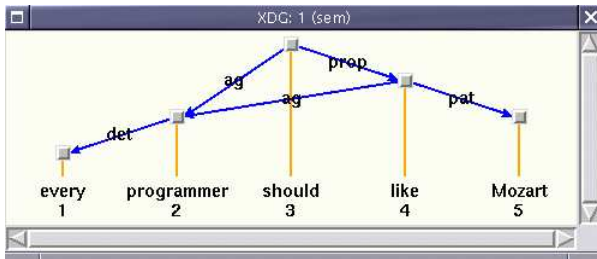 XDG: 1 (sem)
prop
ag
ag
pat
det
every programmer should like Mozart
1 2 3 4 5